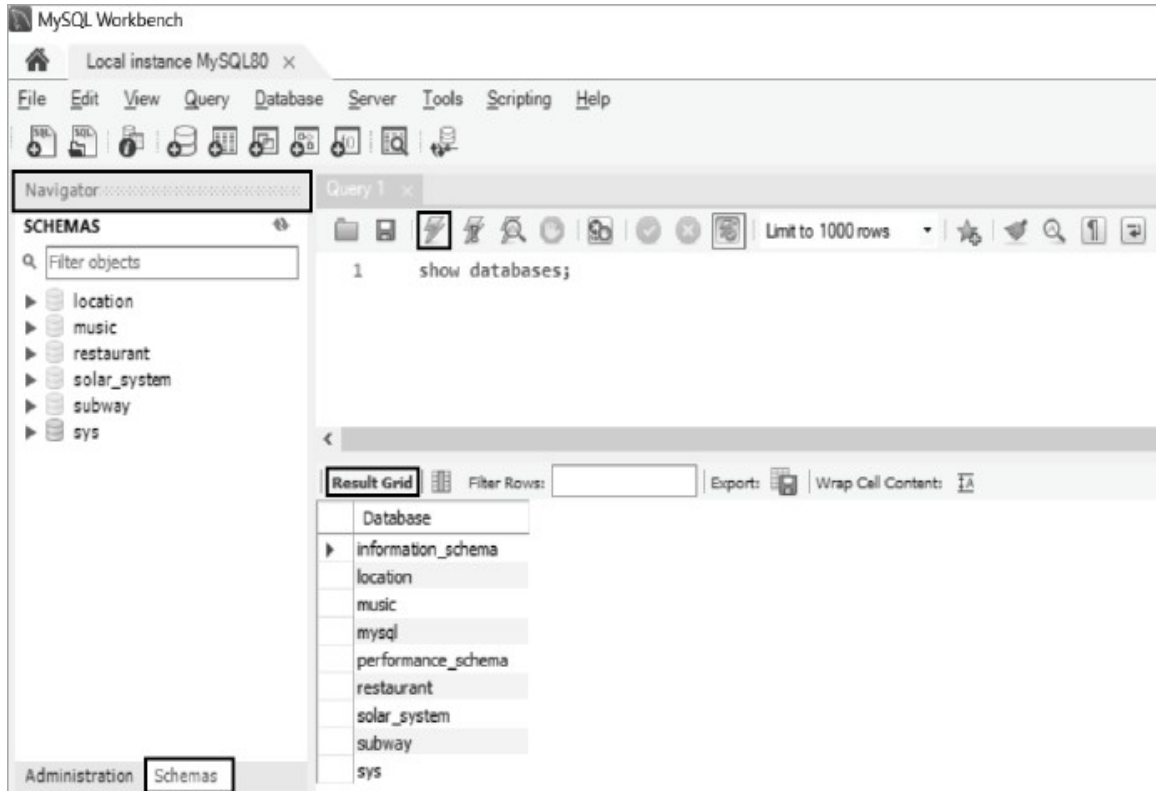 MySQL Workbench
Local instance MySQL80 ×
File Edit View Query Database Server Tools Scripting Help
Navigator
SCHEMAS
Filter objects
location
music
restaurant
solar_system
subway
sys
Administration Schemas
Query 1 ×
Limit to 1000 rows
1 show databases;
Result Grid Filter Rows: Export: Wrap Cell Content: IA
Database
information_schema
location
music
mysql
performance_schema
restaurant
solar_system
subway
sys